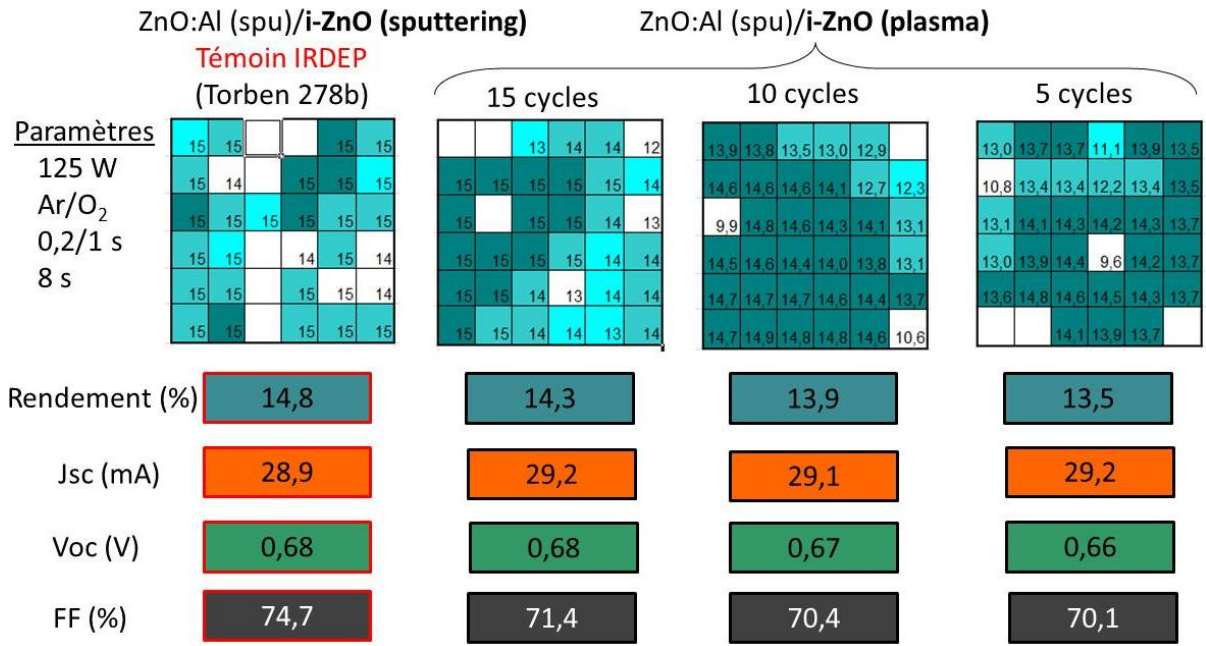 ZnO:Al (spu)/i-ZnO (sputtering) ZnO:Al (spu)/i-ZnO (plasma)
Témoin IRDEP
(Torben 278b) 15 cycles 10 cycles 5 cycles
Paramètres
125 W
Ar/O₂
0,2/1 s
8 s
15 15 15 15
15 14 15 15 15
15 15 15 15 15 15
15 15 14 15 14
15 15 15 15 14
15 15 15 15 15
13 14 14 12
15 15 15 15 15 14
15 15 15 14 13
15 15 15 15 14 14
15 15 14 13 14 14
15 15 14 14 13 14
13,9 13,8 13,5 13,0 12,9
14,6 14,6 14,6 14,1 12,7 12,3
9,9 14,8 14,6 14,3 14,1 13,1
14,5 14,6 14,4 14,0 13,8 13,1
14,7 14,7 14,7 14,6 14,4 13,7
14,7 14,9 14,8 14,8 14,6 10,6
13,0 13,7 13,7 11,1 13,9 13,5
10,8 13,4 13,4 12,2 13,4 13,5
13,1 14,1 14,3 14,2 14,3 13,7
13,0 13,9 14,4 9,6 14,2 13,7
13,6 14,8 14,6 14,5 14,3 13,7
14,1 13,9 13,7
Rendement (%) 14,8 14,3 13,9 13,5
Jsc (mA) 28,9 29,2 29,1 29,2
Voc (V) 0,68 0,68 0,67 0,66
FF (%) 74,7 71,4 70,4 70,1